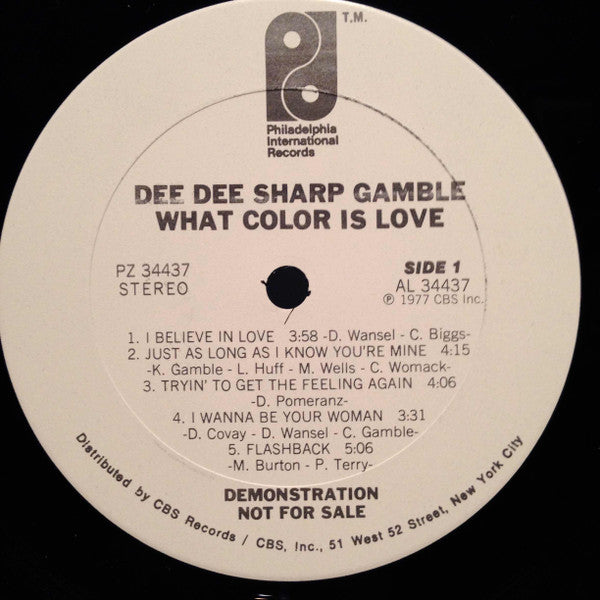 T.M.
Philadelphia
International
Records
DEE DEE SHARP GAMBLE
WHAT COLOR IS LOVE
PZ 34437
STEREO
SIDE 1
AL 34437
℗ 1977 CBS Inc.
1. I BELIEVE IN LOVE 3:58 -D. Wansel - C. Biggs-
2. JUST AS LONG AS I KNOW YOU'RE MINE 4:15
-K. Gamble - L. Huff - M. Wells - C. Womack-
3. TRYIN' TO GET THE FEELING AGAIN 4:06
-D. Pomeranz-
4. I WANNA BE YOUR WOMAN 3:31
-D. Covay - D. Wansel - C. Gamble-
5. FLASHBACK 5:06
-M. Burton - P. Terry-
DEMONSTRATION
NOT FOR SALE
Distributed by CBS Records / CBS, Inc., 51 West 52 Street, New York City